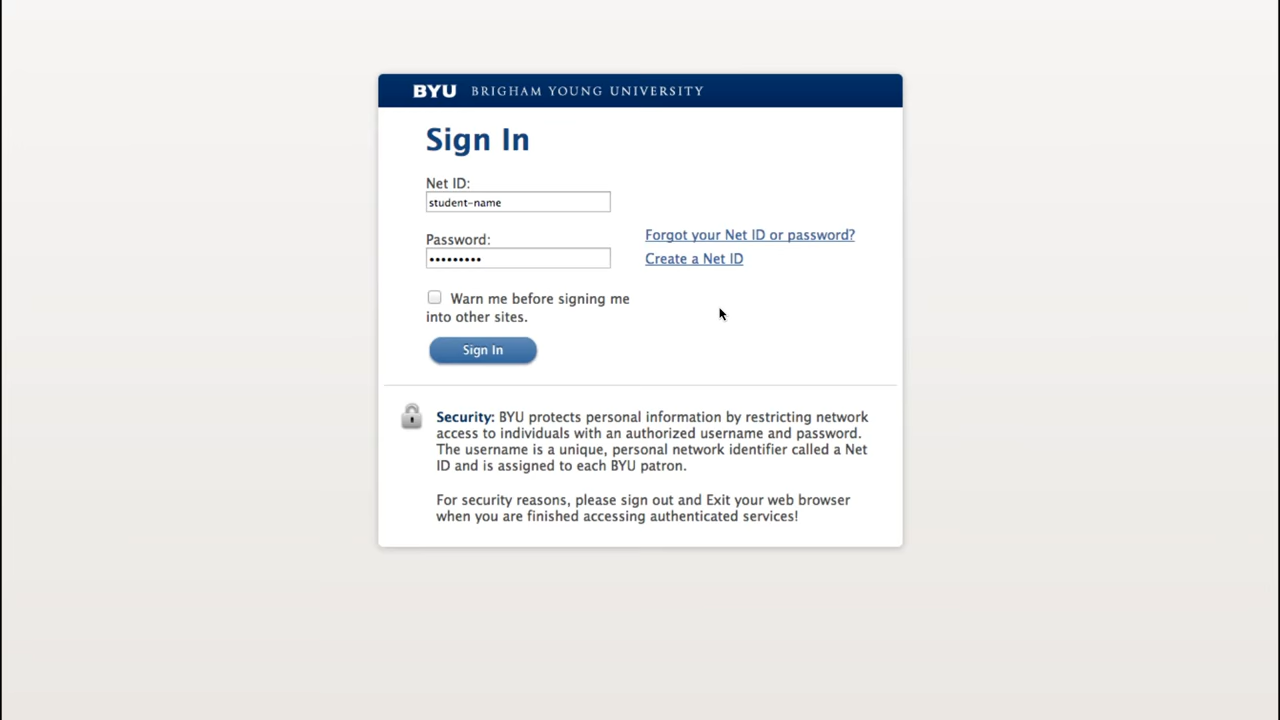 BYU BRIGHAM YOUNG UNIVERSITY
Sign In
Net ID:
student-name
Forgot your Net ID or password?
Password:
•••••••••
Create a Net ID
Warn me before signing me
into other sites.
Sign In
Security: BYU protects personal information by restricting network
access to individuals with an authorized username and password.
The username is a unique, personal network identifier called a Net
ID and is assigned to each BYU patron.
For security reasons, please sign out and Exit your web browser
when you are finished accessing authenticated services!